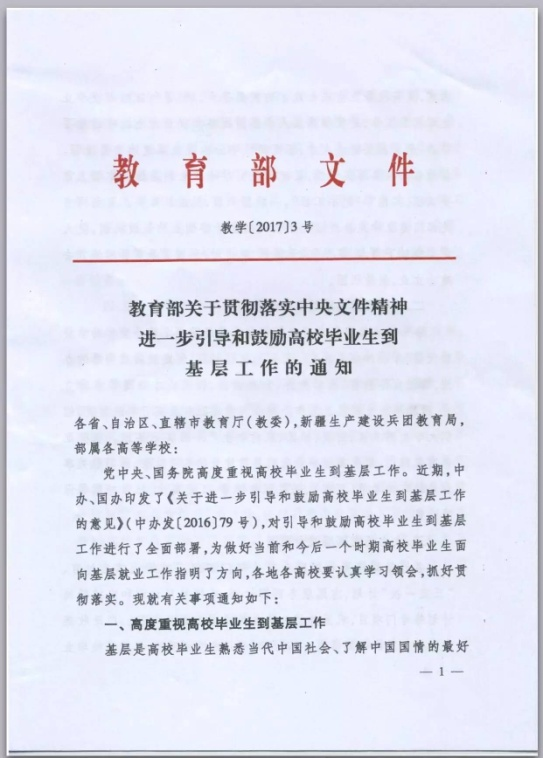 教育部文件
教学〔2017〕3号
教育部关于贯彻落实中央文件精神
进一步引导和鼓励高校毕业生到
基层工作的通知
各省、自治区、直辖市教育厅(教委),新疆生产建设兵团教育局,
部属各高等学校:
党中央、国务院高度重视高校毕业生到基层工作。近期,中
办、国办印发了《关于进一步引导和鼓励高校毕业生到基层工作
的意见》(中办发〔2016〕79号),对引导和鼓励高校毕业生到基层
工作进行了全面部署,为做好当前和今后一个时期高校毕业生面
向基层就业工作指明了方向,各地各高校要认真学习领会,抓好贯
彻落实。现就有关事项通知如下:
一、高度重视高校毕业生到基层工作
基层是高校毕业生熟悉当代中国社会、了解中国国情的最好
— 1 —